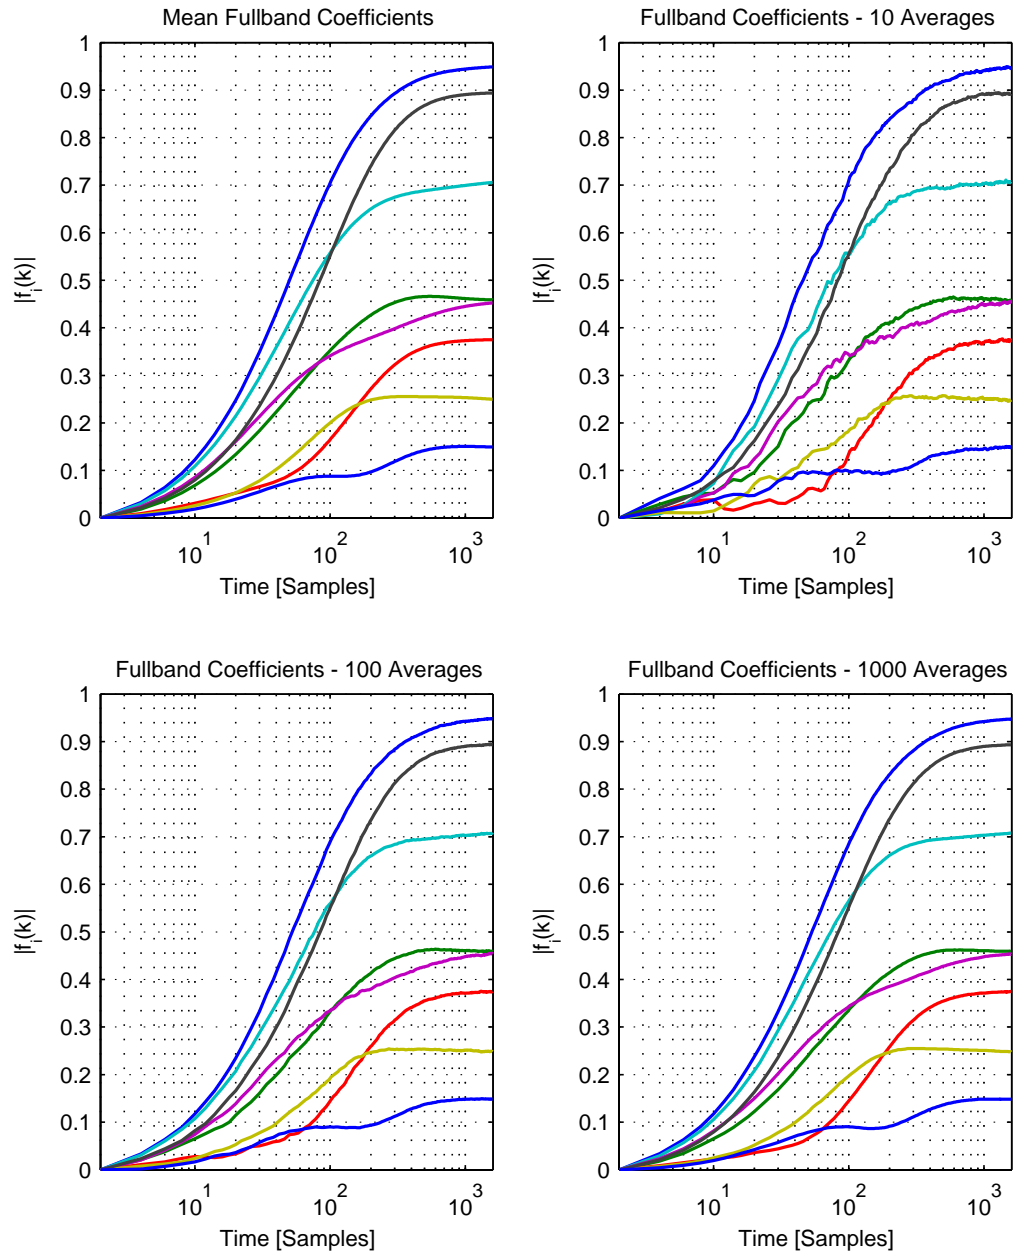 Mean Fullband Coefficients
1
0.9
0.8
0.7
0.6
0.5
0.4
0.3
0.2
0.1
0
|f_i(k)|
10^1 10^2 10^3
Time [Samples]
Fullband Coefficients - 10 Averages
1
0.9
0.8
0.7
0.6
0.5
0.4
0.3
0.2
0.1
0
|f_i(k)|
10^1 10^2 10^3
Time [Samples]
Fullband Coefficients - 100 Averages
1
0.9
0.8
0.7
0.6
0.5
0.4
0.3
0.2
0.1
0
|f_i(k)|
10^1 10^2 10^3
Time [Samples]
Fullband Coefficients - 1000 Averages
1
0.9
0.8
0.7
0.6
0.5
0.4
0.3
0.2
0.1
0
|f_i(k)|
10^1 10^2 10^3
Time [Samples]